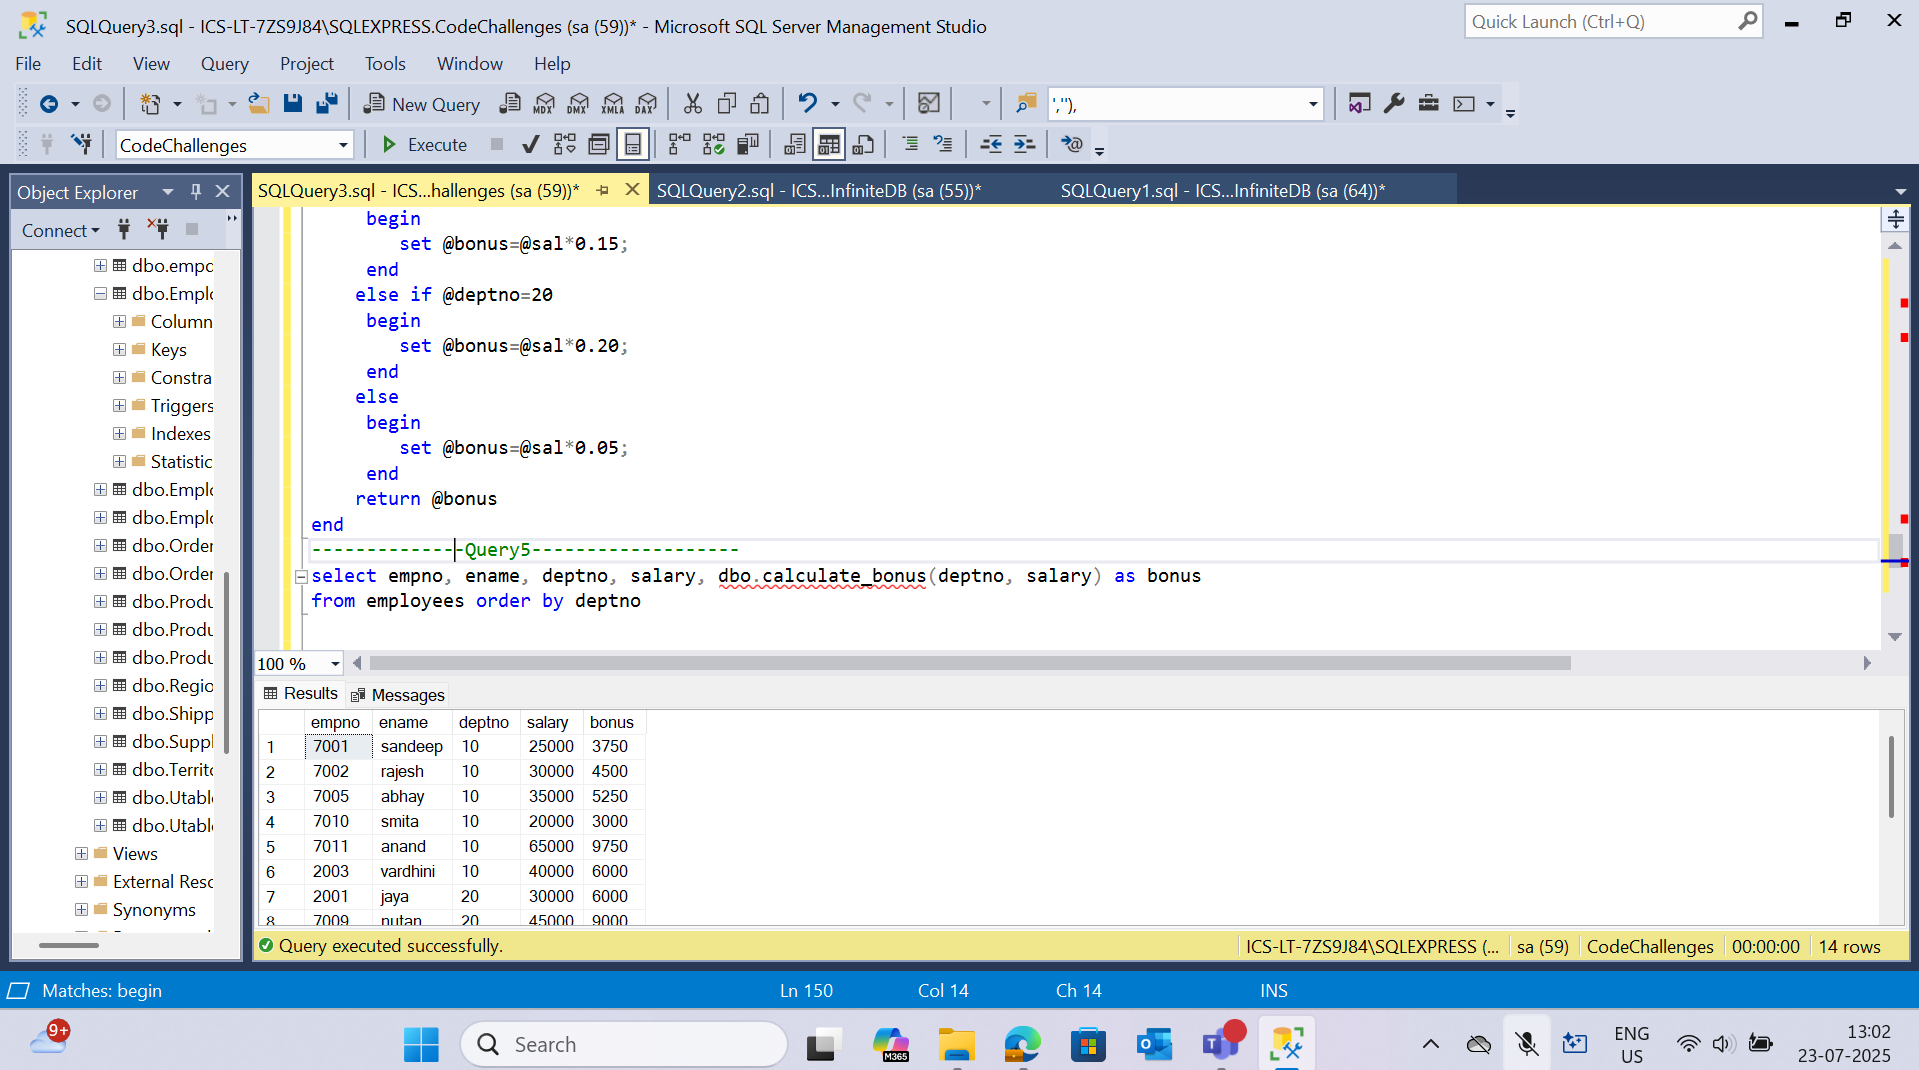 SQLQuery3.sql - ICS-LT-7ZS9J84\SQLEXPRESS.CodeChallenges (sa (59))* - Microsoft SQL Server Management Studio
Quick Launch (Ctrl+Q)
File Edit View Query Project Tools Window Help
New Query
MDX DMX XMLA DAX
',''),
CodeChallenges
Execute
Object Explorer
Connect
dbo.empd
dbo.Emplo
Column
Keys
Constra
Triggers
Indexes
Statistic
dbo.Emplo
dbo.Emplo
dbo.Order
dbo.Order
dbo.Produ
dbo.Produ
dbo.Produ
dbo.Regio
dbo.Shipp
dbo.Suppl
dbo.Territo
dbo.Utabl
dbo.Utabl
Views
External Reso
Synonyms
SQLQuery3.sql - ICS...hallenges (sa (59))* SQLQuery2.sql - ICS...InfiniteDB (sa (55))* SQLQuery1.sql - ICS...InfiniteDB (sa (64))*
begin
set @bonus=@sal*0.15;
end
else if @deptno=20
begin
set @bonus=@sal*0.20;
end
else
begin
set @bonus=@sal*0.05;
end
return @bonus
end
--------------Query5-------------------
select empno, ename, deptno, salary, dbo.calculate_bonus(deptno, salary) as bonus
from employees order by deptno
100 %
Results Messages
empno ename deptno salary bonus
1 7001 sandeep 10 25000 3750
2 7002 rajesh 10 30000 4500
3 7005 abhay 10 35000 5250
4 7010 smita 10 20000 3000
5 7011 anand 10 65000 9750
6 2003 vardhini 10 40000 6000
7 2001 jaya 20 30000 6000
8 7009 nutan 20 45000 9000
Query executed successfully. ICS-LT-7ZS9J84\SQLEXPRESS (... sa (59) CodeChallenges 00:00:00 14 rows
Matches: begin Ln 150 Col 14 Ch 14 INS
9+
Search
M365
ENG
US
13:02
23-07-2025